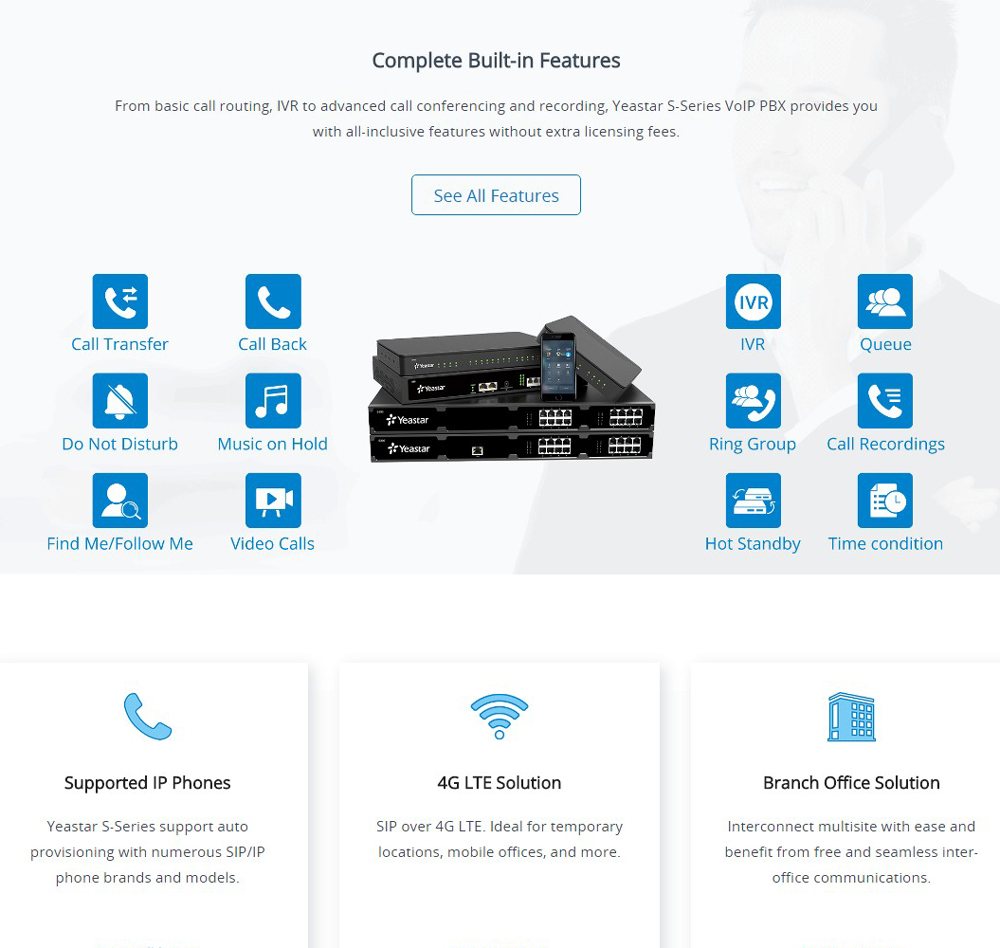 Complete Built-in Features
From basic call routing, IVR to advanced call conferencing and recording, Yeastar S-Series VoIP PBX provides you
with all-inclusive features without extra licensing fees.
See All Features
IVR
Call Transfer
Call Back
IVR
Queue
Yeastar
Yeastar
Yeastar
Yeastar
Do Not Disturb
Music on Hold
Ring Group
Call Recordings
Find Me/Follow Me
Video Calls
Hot Standby
Time condition
Supported IP Phones
Yeastar S-Series support auto
provisioning with numerous SIP/IP
phone brands and models.
4G LTE Solution
SIP over 4G LTE. Ideal for temporary
locations, mobile offices, and more.
Branch Office Solution
Interconnect multisite with ease and
benefit from free and seamless inter-
office communications.